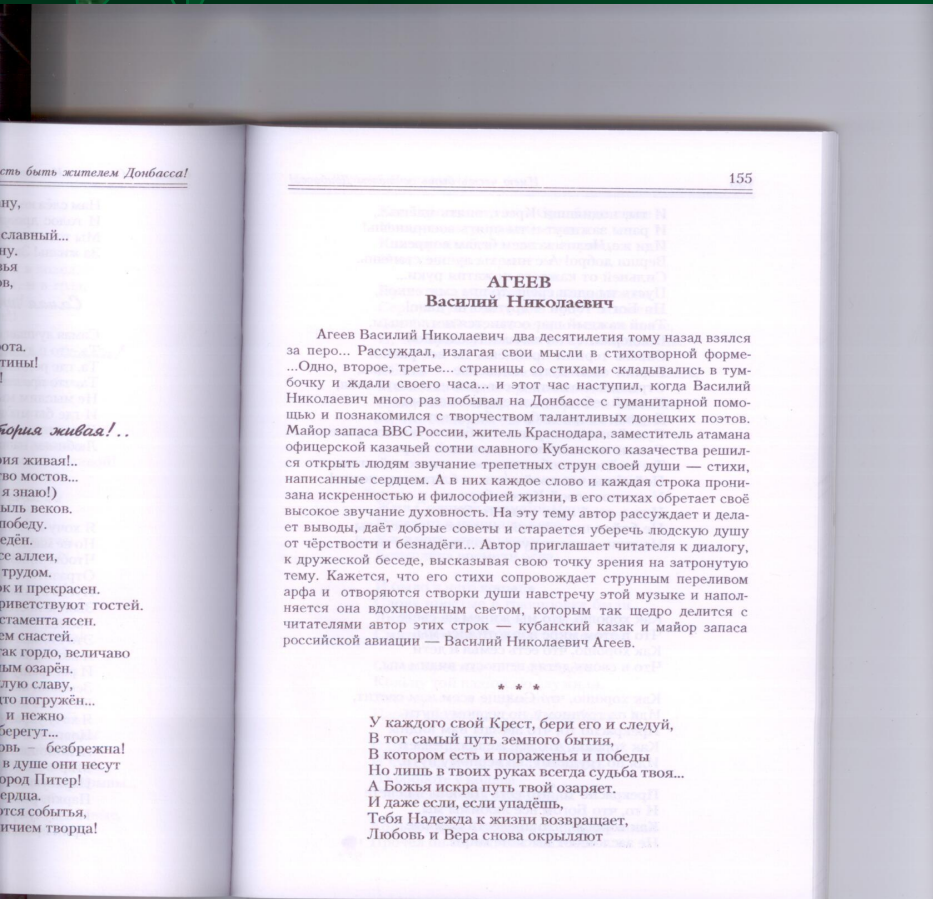 сть быть жителем Донбасса!
ну,
славный...
ну.
зья
ов,
ота.
тины!
!
тория живая!..
рия живая!..
во мостов...
я знаю!)
ыль веков.
победу.
едён.
се аллеи,
трудом.
ж и прекрасен.
риветствуют гостей.
стамента ясен.
ем снастей.
так гордо, величаво
ным озарён.
лую славу,
что погружён...
и нежно
берегут...
овь – безбрежна!
в душе они несут
ород Питер!
ердца.
ются событья,
ичием творца!
155
АГЕЕВ
Василий Николаевич
Агеев Василий Николаевич два десятилетия тому назад взялся
за перо... Рассуждал, излагая свои мысли в стихотворной форме-
...Одно, второе, третье... страницы со стихами складывались в тум-
бочку и ждали своего часа... и этот час наступил, когда Василий
Николаевич много раз побывал на Донбассе с гуманитарной помо-
щью и познакомился с творчеством талантливых донецких поэтов.
Майор запаса ВВС России, житель Краснодара, заместитель атамана
офицерской казачьей сотни славного Кубанского казачества решил-
ся открыть людям звучание трепетных струн своей души — стихи,
написанные сердцем. А в них каждое слово и каждая строка прони-
зана искренностью и философией жизни, в его стихах обретает своё
высокое звучание духовность. На эту тему автор рассуждает и дела-
ет выводы, даёт добрые советы и старается уберечь людскую душу
от чёрствости и безнадёги... Автор приглашает читателя к диалогу,
к дружеской беседе, высказывая свою точку зрения на затронутую
тему. Кажется, что его стихи сопровождает струнным переливом
арфа и отворяются створки души навстречу этой музыке и напол-
няется она вдохновенным светом, которым так щедро делится с
читателями автор этих строк — кубанский казак и майор запаса
российской авиации — Василий Николаевич Агеев.
* * *
У каждого свой Крест, бери его и следуй,
В тот самый путь земного бытия,
В котором есть и пораженья и победы
Но лишь в твоих руках всегда судьба твоя...
А Божья искра путь твой озаряет.
И даже если, если упадёшь,
Тебя Надежда к жизни возвращает,
Любовь и Вера снова окрыляют